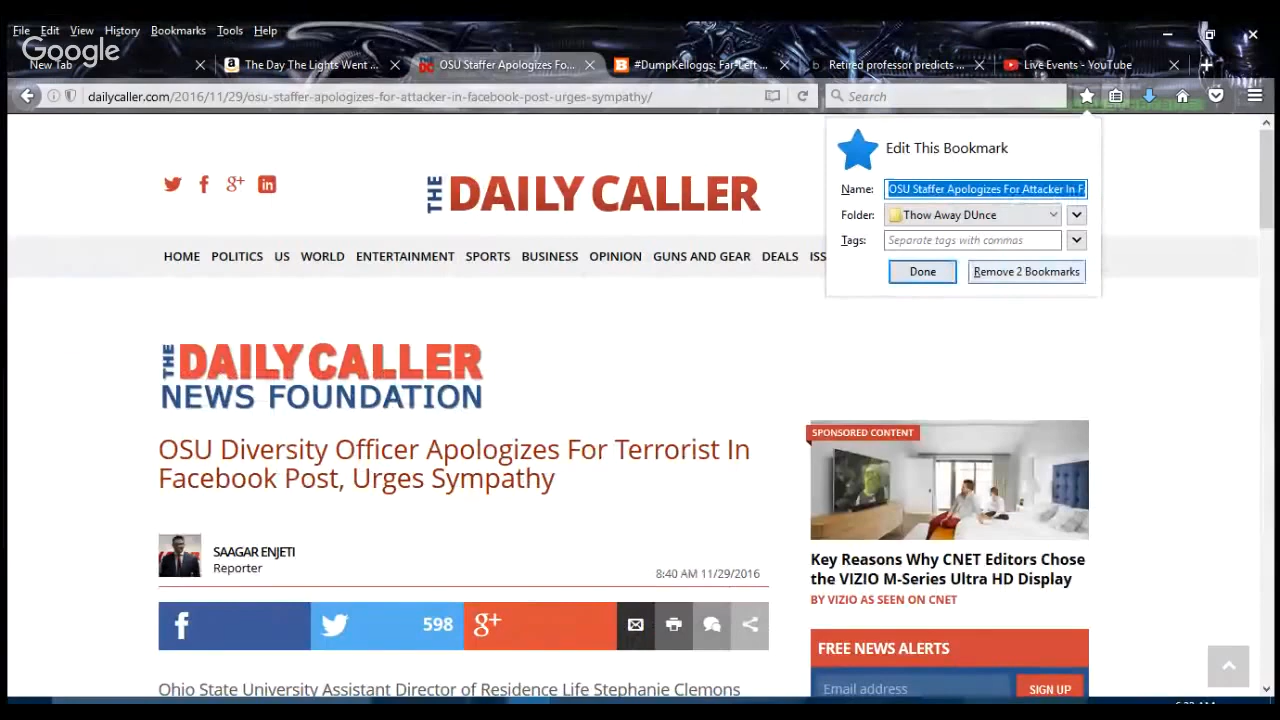 File Edit View History Bookmarks Tools Help
Google
New Tab
The Day The Lights Went ...
OSU Staffer Apologizes Fo...
#DumpKelloggs: Far-Left ...
Retired professor predicts ...
Live Events - YouTube
dailycaller.com/2016/11/29/osu-staffer-apologizes-for-attacker-in-facebook-post-urges-sympathy/
Search
Edit This Bookmark
Name: OSU Staffer Apologizes For Attacker In F
Folder: Thow Away DUnce
Tags: Separate tags with commas
Done
Remove 2 Bookmarks
THE DAILY CALLER
HOME POLITICS US WORLD ENTERTAINMENT SPORTS BUSINESS OPINION GUNS AND GEAR DEALS ISS
THE DAILY CALLER
NEWS FOUNDATION
OSU Diversity Officer Apologizes For Terrorist In
Facebook Post, Urges Sympathy
SAAGAR ENJETI
Reporter
8:40 AM 11/29/2016
598
Ohio State University Assistant Director of Residence Life Stephanie Clemons
SPONSORED CONTENT
Key Reasons Why CNET Editors Chose
the VIZIO M-Series Ultra HD Display
BY VIZIO AS SEEN ON CNET
FREE NEWS ALERTS
Email address
SIGN UP